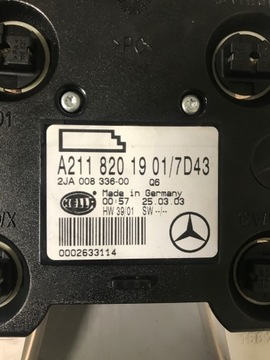 A211 820 19 01/7D43
2JA 008 336-00 Q6
HELLA
Made in Germany
00:57 25.03.03
HW 39/01 SW --/--
0002633114